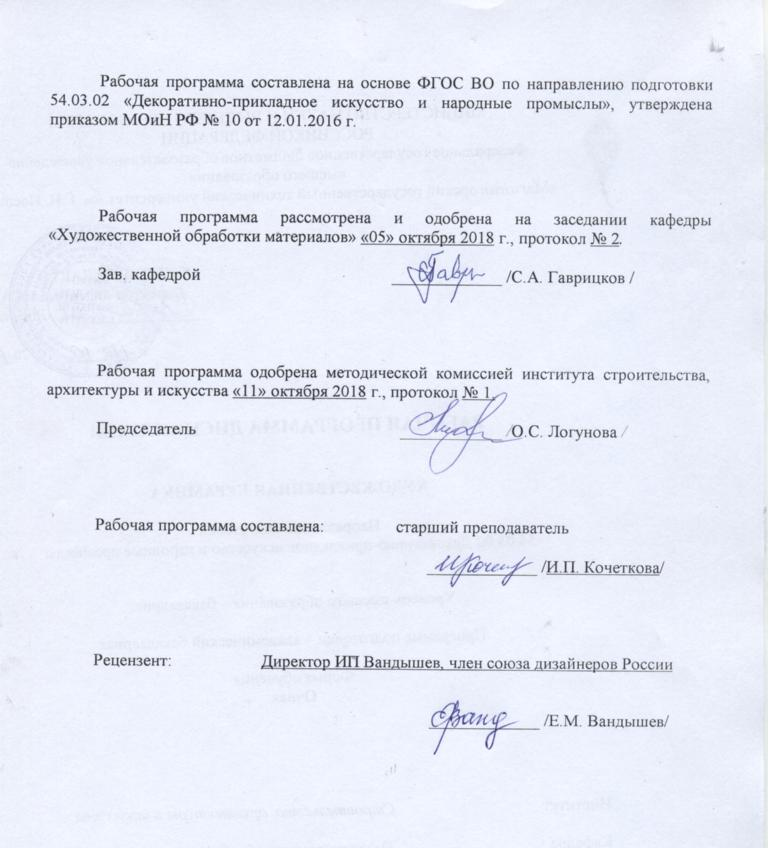 Рабочая программа составлена на основе ФГОС ВО по направлению подготовки
54.03.02 «Декоративно-прикладное искусство и народные промыслы», утверждена
приказом МОиН РФ № 10 от 12.01.2016 г.
Рабочая программа рассмотрена и одобрена на заседании кафедры
«Художественной обработки материалов» «05» октября 2018 г., протокол № 2.
Зав. кафедрой /С.А. Гаврицков /
Рабочая программа одобрена методической комиссией института строительства,
архитектуры и искусства «11» октября 2018 г., протокол № 1.
Председатель /О.С. Логунова /
Рабочая программа составлена: старший преподаватель
/И.П. Кочеткова/
Рецензент: Директор ИП Вандышев, член союза дизайнеров России
/Е.М. Вандышев/